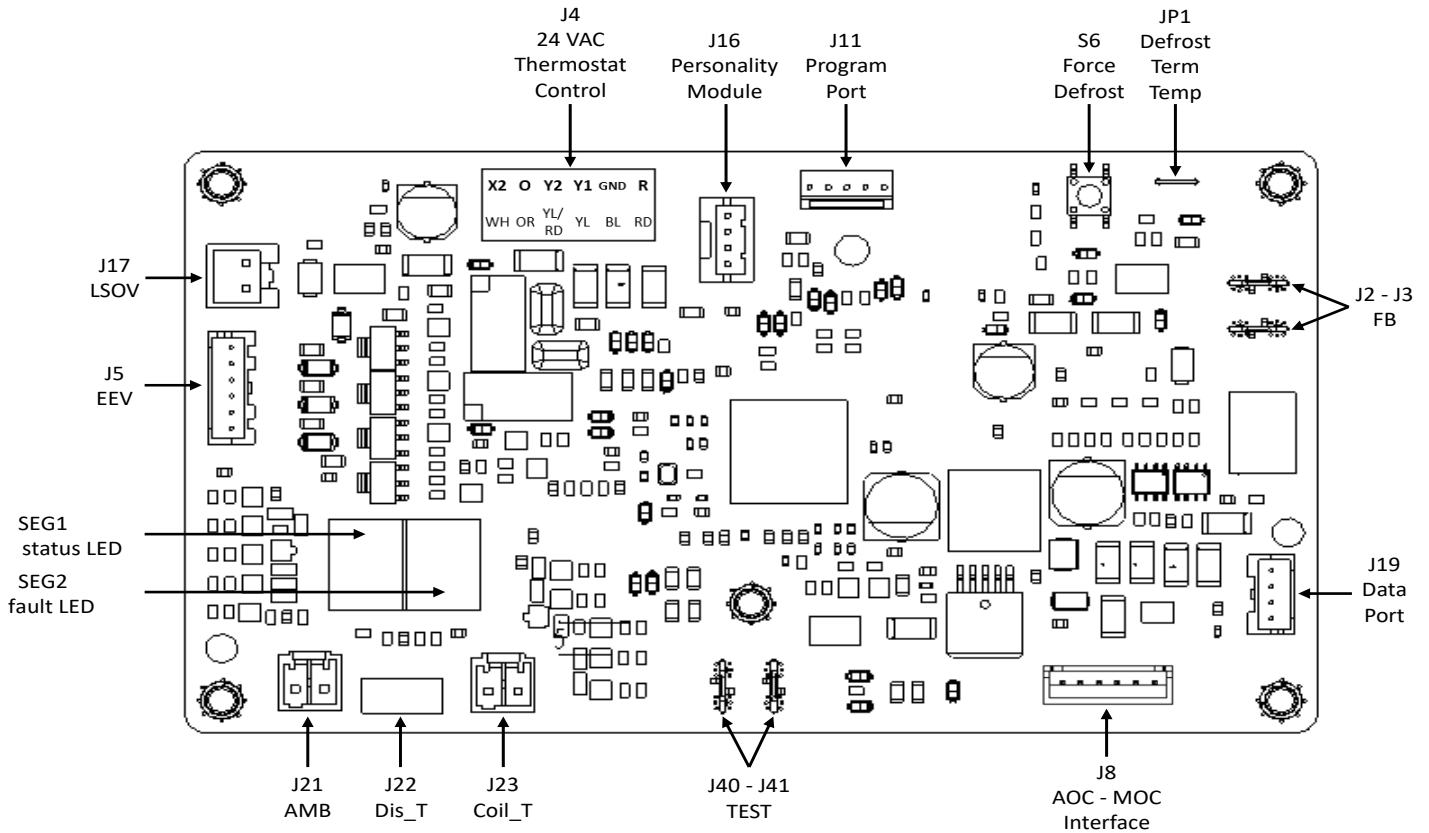 J4
24 VAC
Thermostat
Control
J16
Personality
Module
J11
Program
Port
S6
Force
Defrost
JP1
Defrost
Term
Temp
X2 O Y2 Y1 GND R
WH OR YL/ RD YL BL RD
J17
LSOV
J2 - J3
FB
J5
EEV
SEG1
status LED
SEG2
fault LED
J19
Data
Port
J21
AMB
J22
Dis_T
J23
Coil_T
J40 - J41
TEST
J8
AOC - MOC
Interface